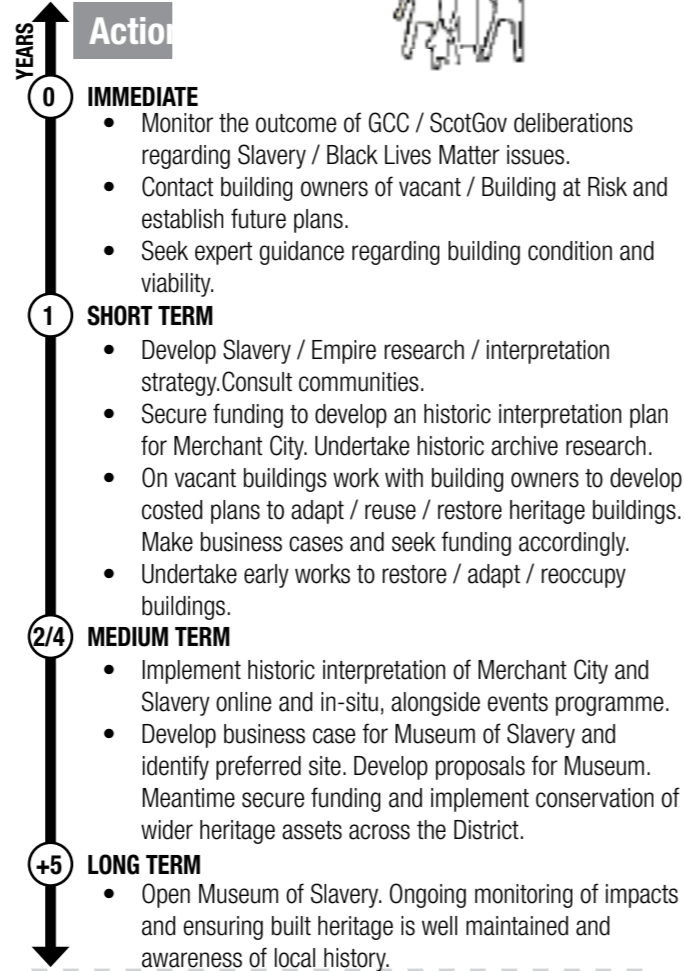 YEARS
Action
0 IMMEDIATE
• Monitor the outcome of GCC / ScotGov deliberations
regarding Slavery / Black Lives Matter issues.
• Contact building owners of vacant / Building at Risk and
establish future plans.
• Seek expert guidance regarding building condition and
viability.
1 SHORT TERM
• Develop Slavery / Empire research / interpretation
strategy.Consult communities.
• Secure funding to develop an historic interpretation plan
for Merchant City. Undertake historic archive research.
• On vacant buildings work with building owners to develop
costed plans to adapt / reuse / restore heritage buildings.
Make business cases and seek funding accordingly.
• Undertake early works to restore / adapt / reoccupy
buildings.
2/4 MEDIUM TERM
• Implement historic interpretation of Merchant City and
Slavery online and in-situ, alongside events programme.
• Develop business case for Museum of Slavery and
identify preferred site. Develop proposals for Museum.
Meantime secure funding and implement conservation of
wider heritage assets across the District.
+5 LONG TERM
• Open Museum of Slavery. Ongoing monitoring of impacts
and ensuring built heritage is well maintained and
awareness of local history.